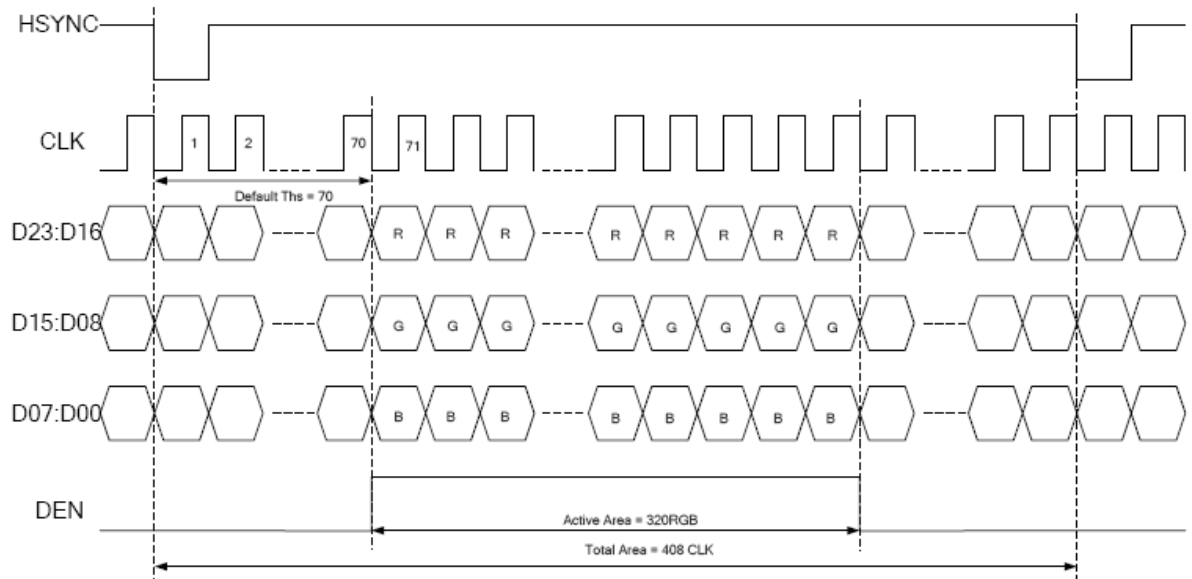 HSYNC
CLK
1
2
70
71
Default Ths = 70
D23:D16
R R R R R R R R
D15:D08
G G G G G G G G
D07:D00
B B B B B B B B
DEN
Active Area = 320RGB
Total Area = 408 CLK